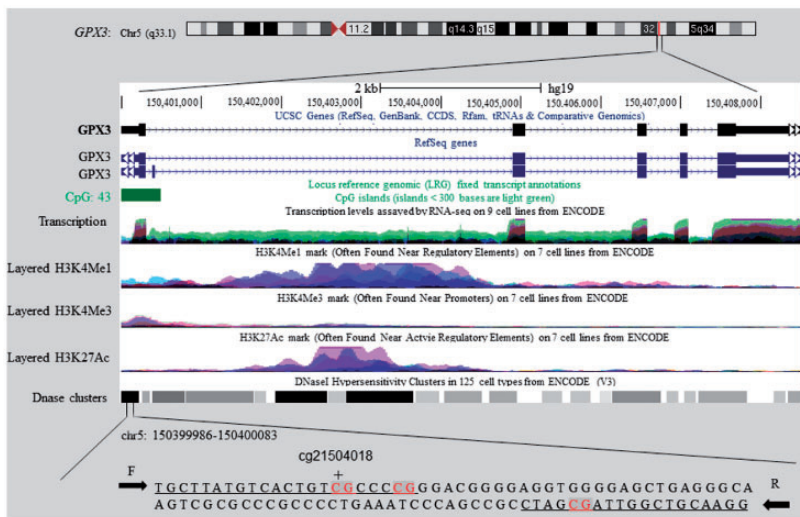 GPX3: Chr5 (q33.1) 11.2 q14.3 q15 32 5q34
2 kb hg19
150,401,000 150,402,000 150,403,000 150,404,000 150,405,000 150,406,000 150,407,000 150,408,000
UCSC Genes (RefSeq, GenBank, CCDS, Rfam, tRNAs & Comparative Genomics)
GPX3
RefSeq genes
GPX3
GPX3
Locus reference genomic (LRG) fixed transcript annotations
CpG: 43
CpG islands (islands < 300 bases are light green)
Transcription levels assayed by RNA-seq on 9 cell lines from ENCODE
Transcription
H3K4Me1 mark (Often Found Near Regulatory Elements) on 7 cell lines from ENCODE
Layered H3K4Me1
H3K4Me3 mark (Often Found Near Promoters) on 7 cell lines from ENCODE
Layered H3K4Me3
H3K27Ac mark (Often Found Near Actvie Regulatory Elements) on 7 cell lines from ENCODE
Layered H3K27Ac
DNaseI Hypersensitivity Clusters in 125 cell types from ENCODE (V3)
Dnase clusters
chr5: 150399986-150400083
cg21504018
F +
TGCTTATGTCACTGTCGCCCCGGGACGGGGAGGTGGGGAGCTGAGGGCA
R
AGTCGCGCCCGCCCCTGAAATCCCAGCCGCCTAGCGATTGGCTGCAAGG